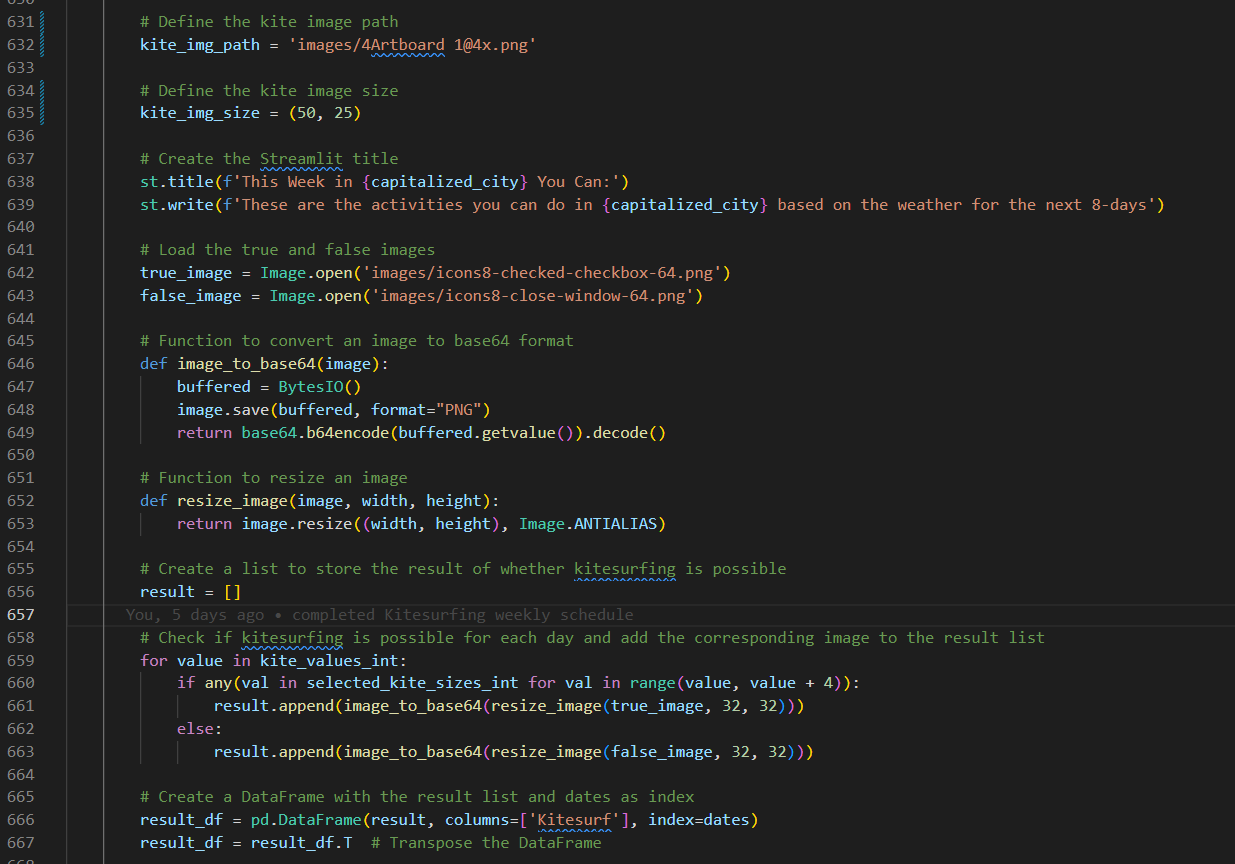 631 # Define the kite image path
632 kite_img_path = 'images/4Artboard 1@4x.png'
633
634 # Define the kite image size
635 kite_img_size = (50, 25)
636
637 # Create the Streamlit title
638 st.title(f'This Week in {capitalized_city} You Can:')
639 st.write(f'These are the activities you can do in {capitalized_city} based on the weather for the next 8-days')
640
641 # Load the true and false images
642 true_image = Image.open('images/icons8-checked-checkbox-64.png')
643 false_image = Image.open('images/icons8-close-window-64.png')
644
645 # Function to convert an image to base64 format
646 def image_to_base64(image):
647 buffered = BytesIO()
648 image.save(buffered, format="PNG")
649 return base64.b64encode(buffered.getvalue()).decode()
650
651 # Function to resize an image
652 def resize_image(image, width, height):
653 return image.resize((width, height), Image.ANTIALIAS)
654
655 # Create a list to store the result of whether kitesurfing is possible
656 result = []
657 You, 5 days ago • completed Kitesurfing weekly schedule
658 # Check if kitesurfing is possible for each day and add the corresponding image to the result list
659 for value in kite_values_int:
660 if any(val in selected_kite_sizes_int for val in range(value, value + 4)):
661 result.append(image_to_base64(resize_image(true_image, 32, 32)))
662 else:
663 result.append(image_to_base64(resize_image(false_image, 32, 32)))
664
665 # Create a DataFrame with the result list and dates as index
666 result_df = pd.DataFrame(result, columns=['Kitesurf'], index=dates)
667 result_df = result_df.T # Transpose the DataFrame